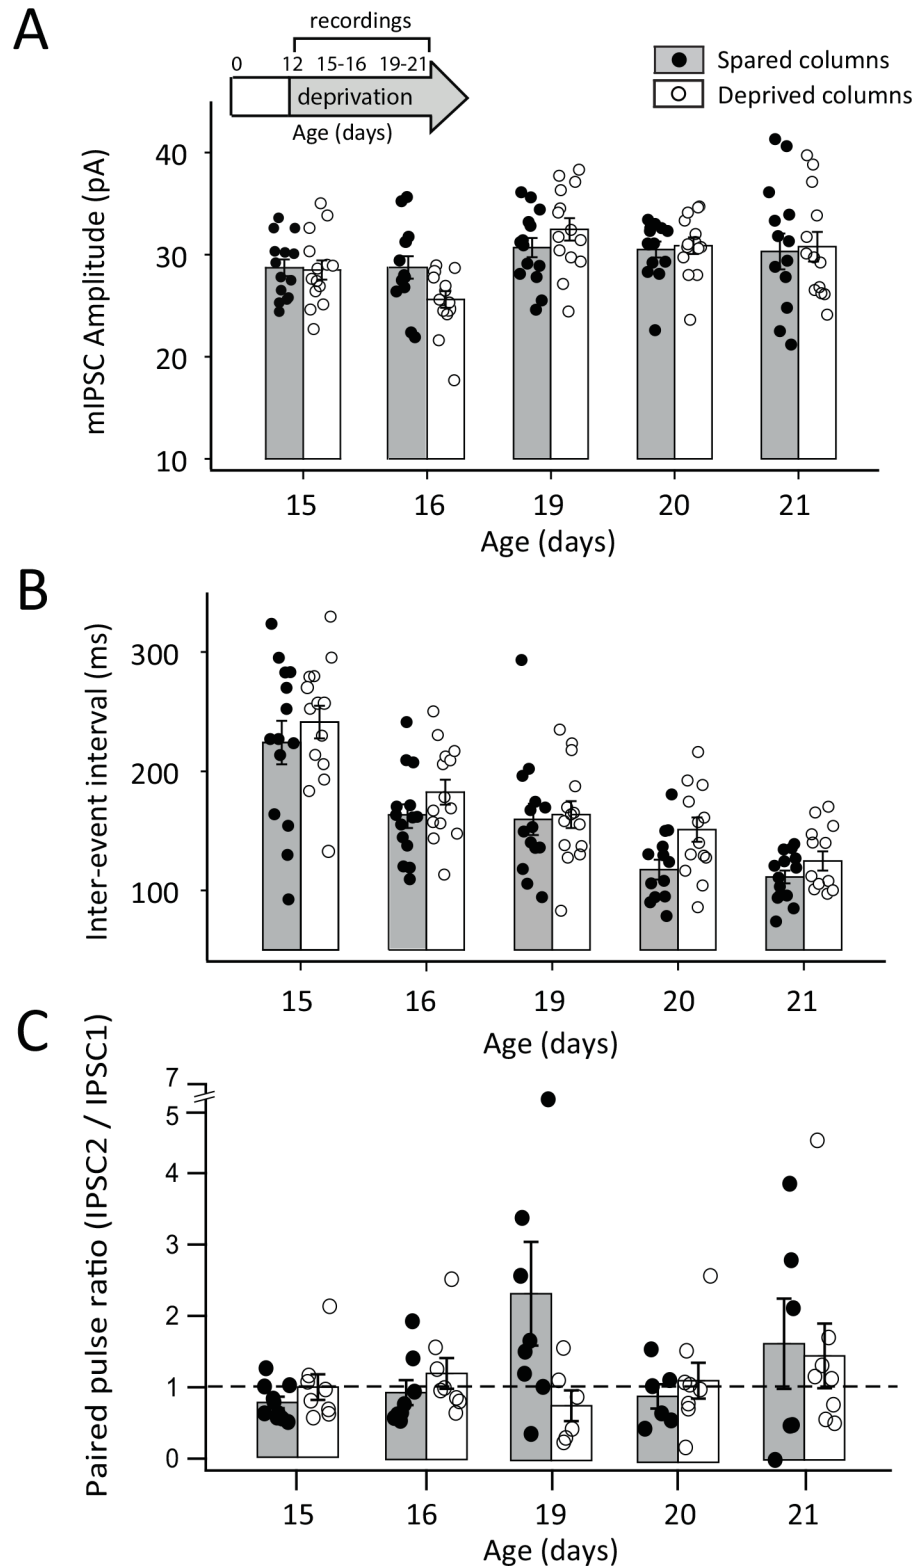 A
recordings
0 12 15-16 19-21
deprivation
Age (days)
Spared columns
Deprived columns
mIPSC Amplitude (pA)
40
30
20
10
15 16 19 20 21
Age (days)
B
Inter-event interval (ms)
300
200
100
15 16 19 20 21
Age (days)
C
Paired pulse ratio (IPSC2 / IPSC1)
7
5
4
3
2
1
0
15 16 19 20 21
Age (days)